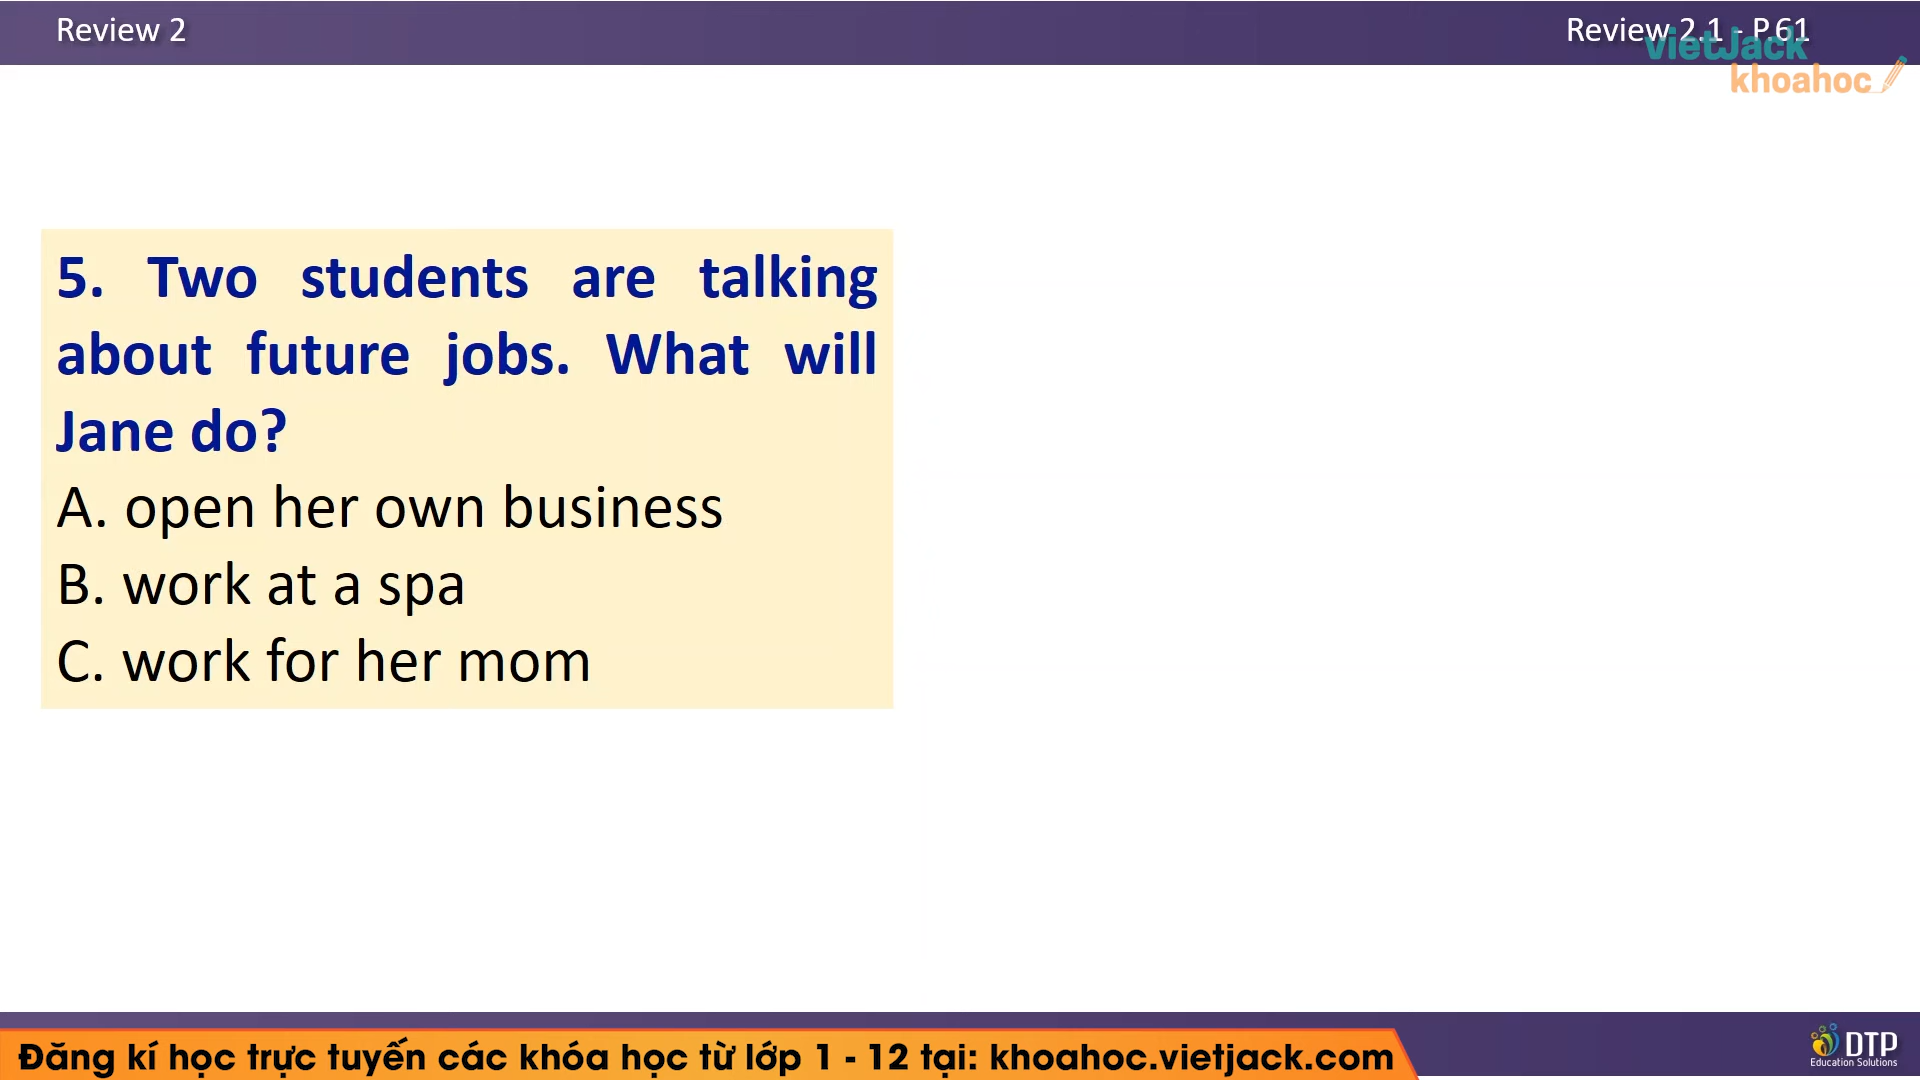 Review 2
Review 2.1 - P.61
vietJack
khoahoc
5. Two students are talking
about future jobs. What will
Jane do?
A. open her own business
B. work at a spa
C. work for her mom
Đăng kí học trực tuyến các khóa học từ lớp 1 - 12 tại: khoahoc.vietjack.com
DTP
Education Solutions